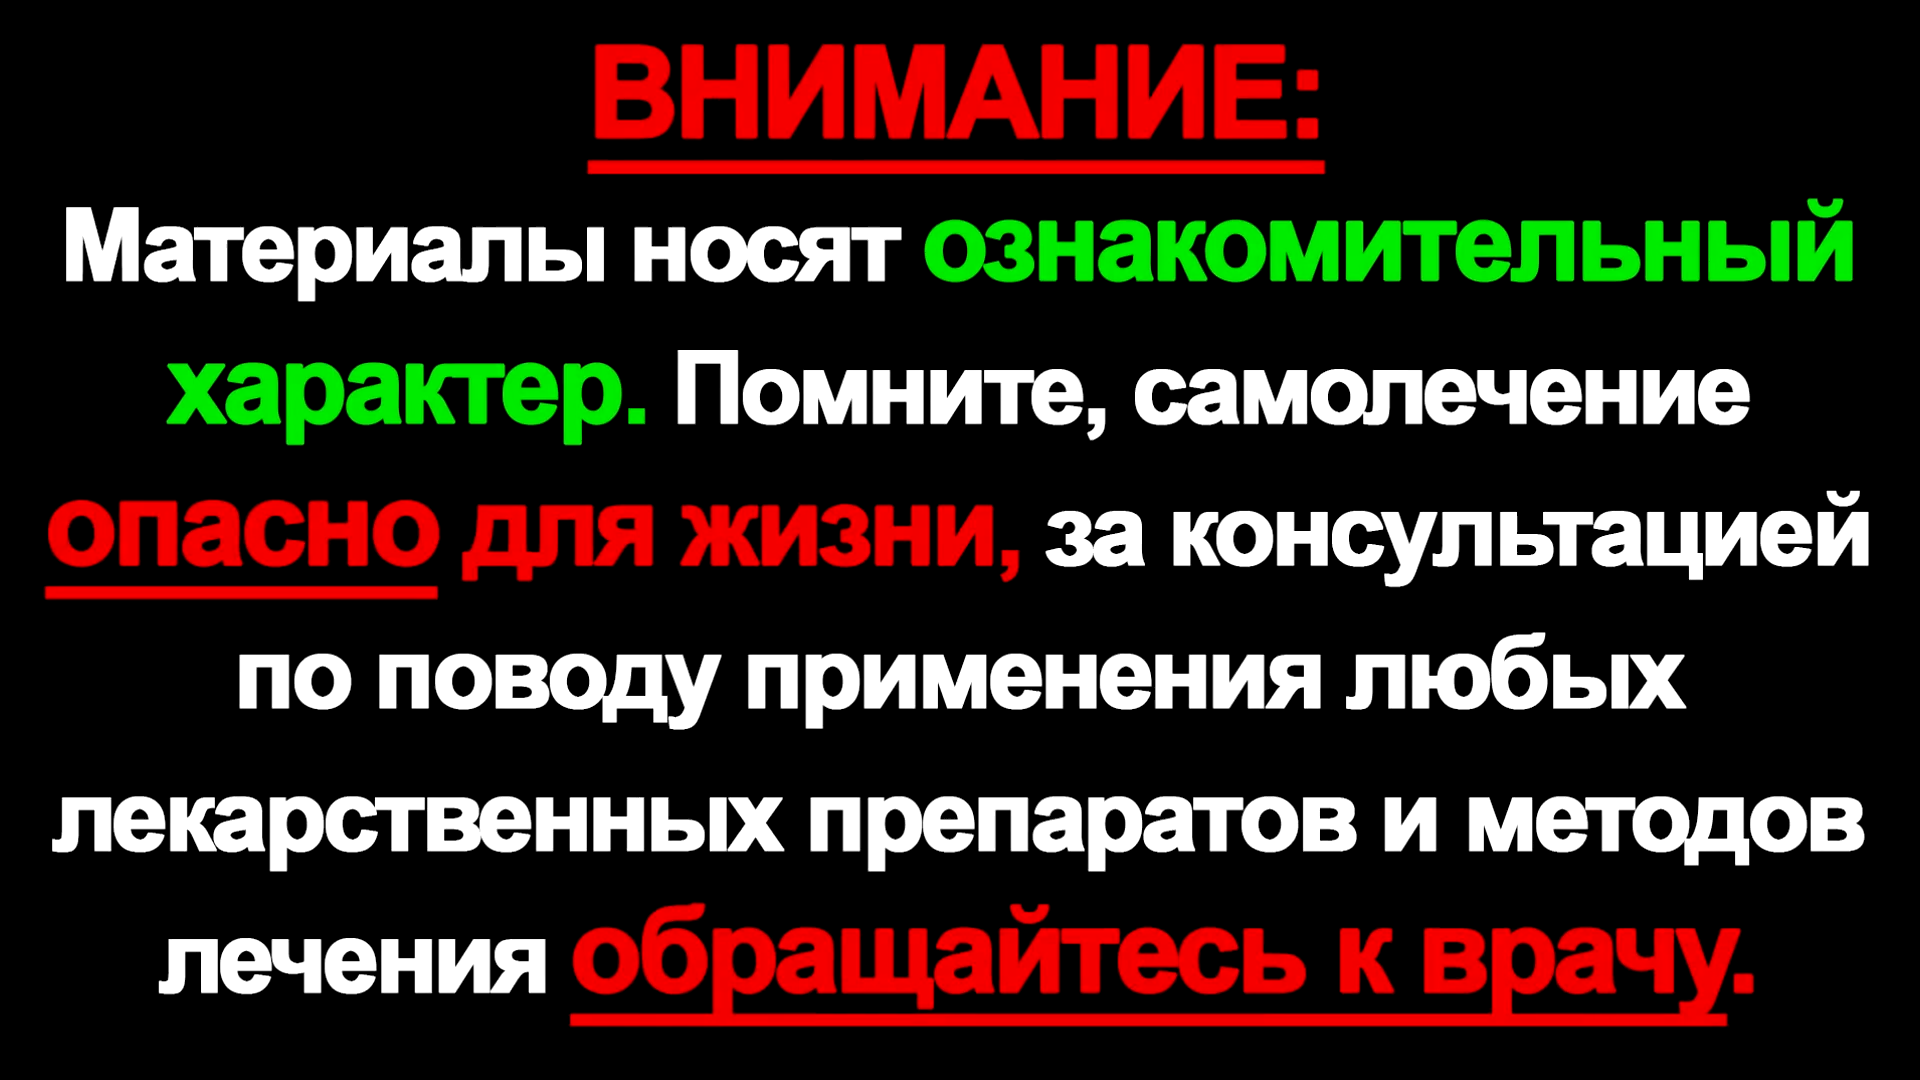 ВНИМАНИЕ:
Материалы носят ознакомительный
характер. Помните, самолечение
опасно для жизни, за консультацией
по поводу применения любых
лекарственных препаратов и методов
лечения обращайтесь к врачу.